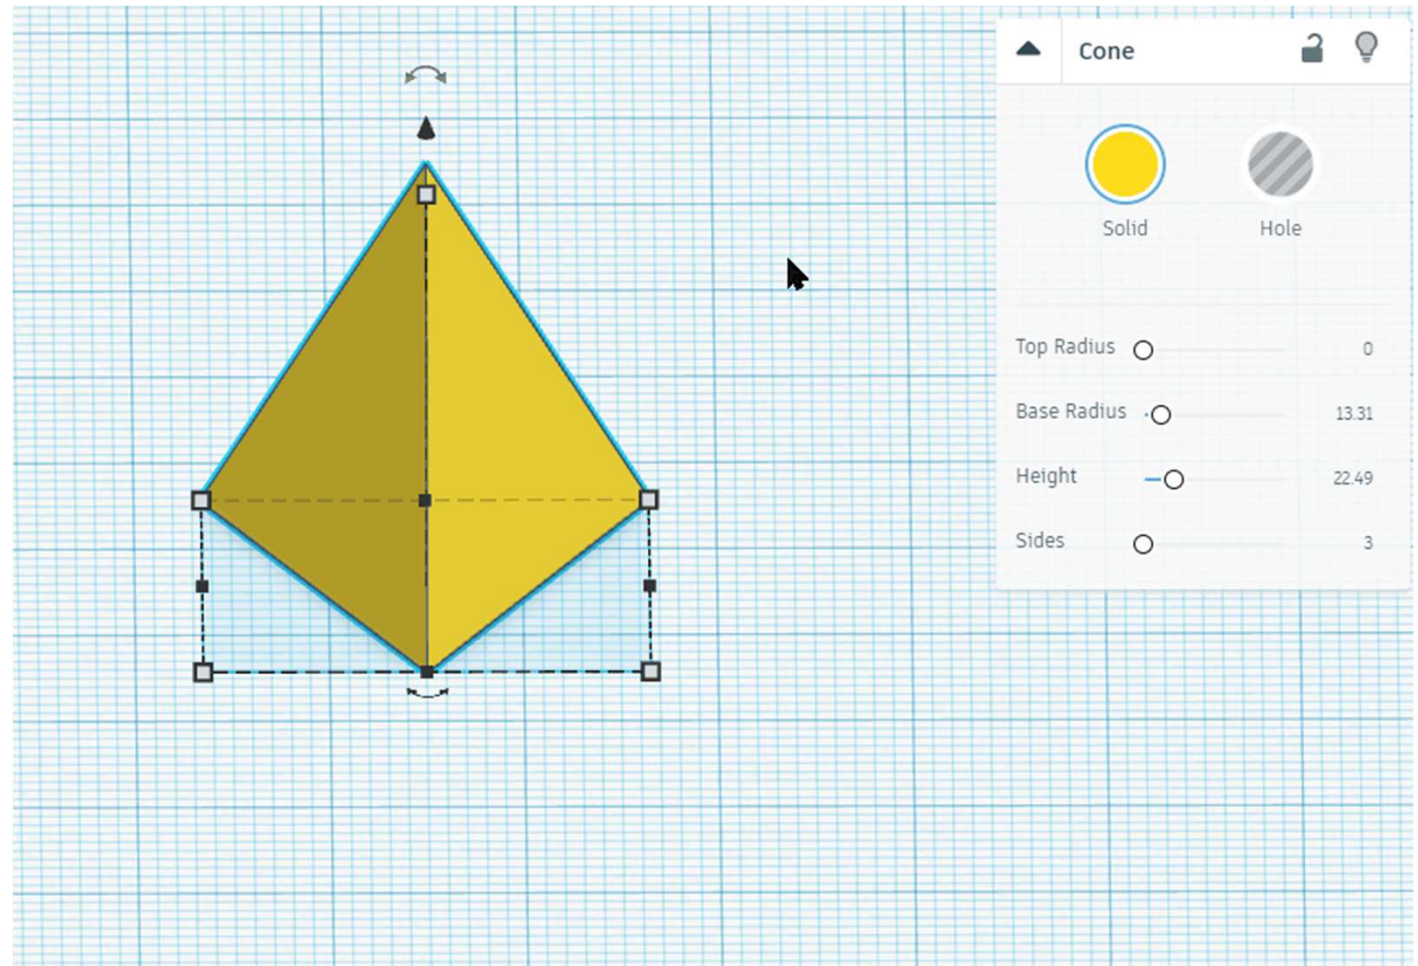 Cone
Solid Hole
Top Radius 0
Base Radius 13.31
Height 22.49
Sides 3